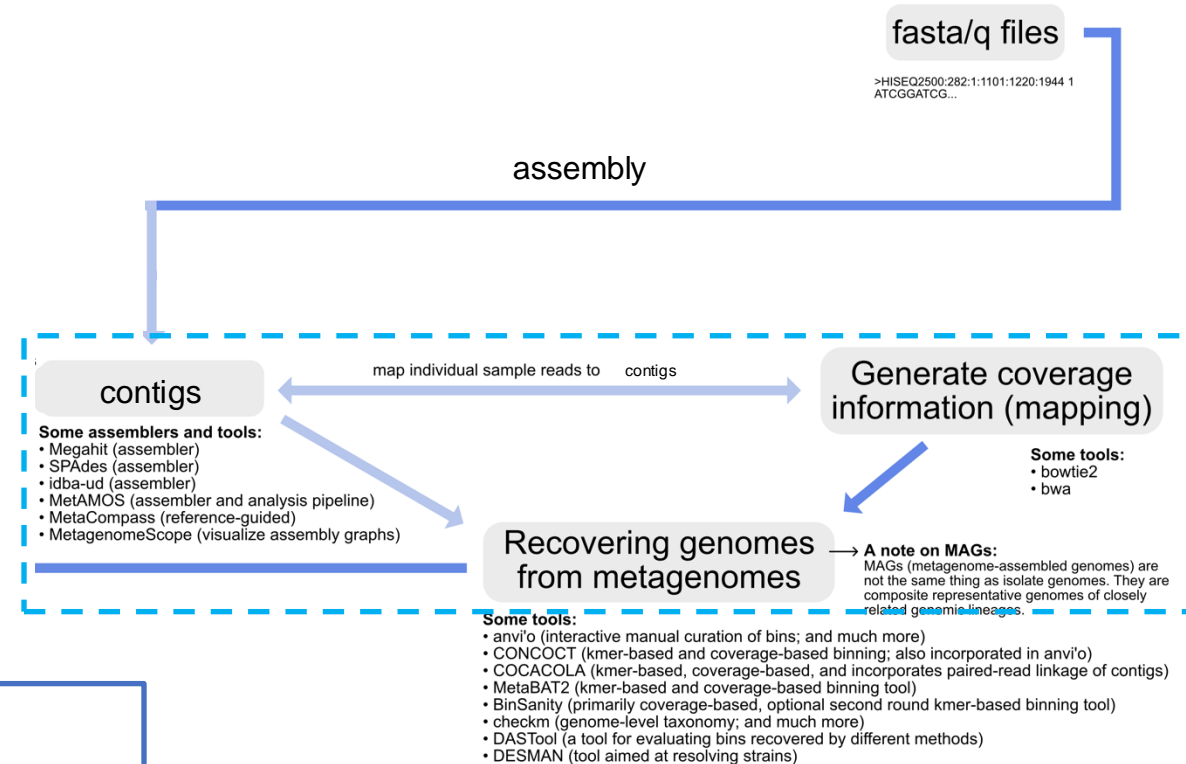 fasta/q files
>HISEQ2500:282:1:1101:1220:1944 1
ATCGGATCG...
assembly
contigs
map individual sample reads to contigs
Generate coverage
information (mapping)
Some assemblers and tools:
• Megahit (assembler)
• SPAdes (assembler)
• idba-ud (assembler)
• MetAMOS (assembler and analysis pipeline)
• MetaCompass (reference-guided)
• MetagenomeScope (visualize assembly graphs)
Some tools:
• bowtie2
• bwa
Recovering genomes
from metagenomes
A note on MAGs:
MAGs (metagenome-assembled genomes) are
not the same thing as isolate genomes. They are
composite representative genomes of closely
related genomic lineages.
Some tools:
• anvi'o (interactive manual curation of bins; and much more)
• CONCOCT (kmer-based and coverage-based binning; also incorporated in anvi'o)
• COCACOLA (kmer-based, coverage-based, and incorporates paired-read linkage of contigs)
• MetaBAT2 (kmer-based and coverage-based binning tool)
• BinSanity (primarily coverage-based, optional second round kmer-based binning tool)
• checkm (genome-level taxonomy; and much more)
• DASTool (a tool for evaluating bins recovered by different methods)
• DESMAN (tool aimed at resolving strains)